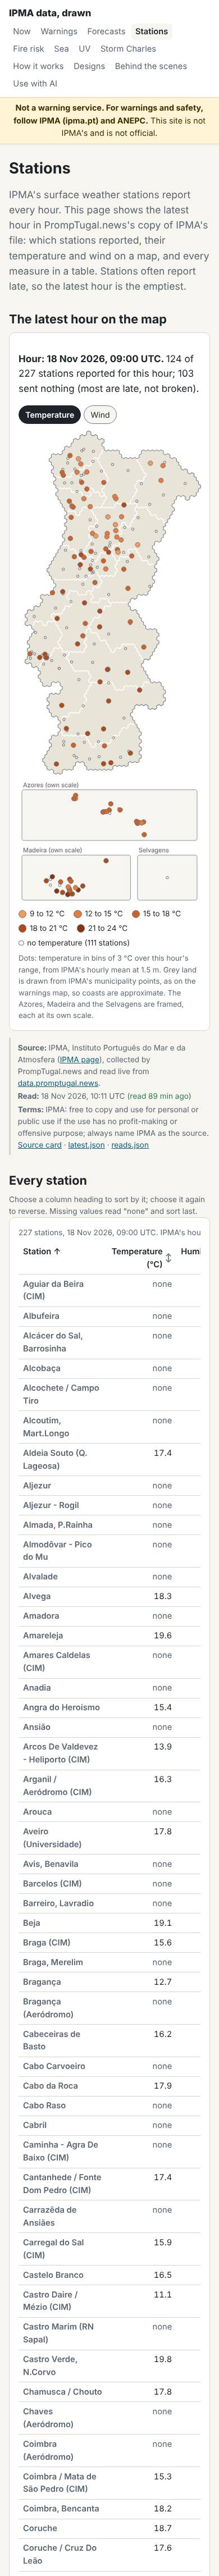 IPMA data, drawn
Now Warnings Forecasts Stations
Fire risk Sea UV Storm Charles
How it works Designs Behind the scenes
Use with AI
Not a warning service. For warnings and safety,
follow IPMA (ipma.pt) and ANEPC. This site is not
IPMA's and is not official.
Stations
IPMA's surface weather stations report
every hour. This page shows the latest
hour in PrompTugal.news's copy of IPMA's
file: which stations reported, their
temperature and wind on a map, and every
measure in a table. Stations often report
late, so the latest hour is the emptiest.
The latest hour on the map
Hour: 18 Nov 2026, 09:00 UTC. 124 of
227 stations reported for this hour; 103
sent nothing (most are late, not broken).
Temperature Wind
Azores (own scale)
Madeira (own scale) Selvagens
9 to 12 °C 12 to 15 °C 15 to 18 °C
18 to 21 °C 21 to 24 °C
no temperature (111 stations)
Dots: temperature in bins of 3 °C over this hour's
range, from IPMA's hourly mean at 1.5 m. Grey land
is drawn from IPMA's municipality points, as on the
warnings map, so coasts are approximate. The
Azores, Madeira and the Selvagens are framed,
each at its own scale.
Source: IPMA, Instituto Português do Mar e da
Atmosfera (IPMA page), collected by
PrompTugal.news and read live from
data.promptugal.news.
Read: 18 Nov 2026, 10:11 UTC (read 89 min ago)
Terms: IPMA: free to copy and use for personal or
public use if the use has no profit-making or
offensive purpose; always name IPMA as the source.
Source card · latest.json · reads.json
Every station
Choose a column heading to sort by it; choose it again
to reverse. Missing values read "none" and sort last.
227 stations, 18 Nov 2026, 09:00 UTC. IPMA's hou
Station ↑ Temperature Humi
(°C)
Aguiar da Beira none
(CIM)
Albufeira none
Alcácer do Sal, none
Barrosinha
Alcobaça none
Alcochete / Campo none
Tiro
Alcoutim, none
Mart.Longo
Aldeia Souto (Q. 17.4
Lageosa)
Aljezur none
Aljezur - Rogil none
Almada, P.Rainha none
Almodôvar - Pico none
do Mu
Alvalade none
Alvega 18.3
Amadora none
Amareleja 19.6
Amares Caldelas none
(CIM)
Anadia none
Angra do Heroísmo 15.4
Ansião none
Arcos De Valdevez 13.9
- Heliporto (CIM)
Arganil / 16.3
Aeródromo (CIM)
Arouca none
Aveiro 17.8
(Universidade)
Avis, Benavila none
Barcelos (CIM) none
Barreiro, Lavradio none
Beja 19.1
Braga (CIM) 15.6
Braga, Merelim none
Bragança 12.7
Bragança none
(Aeródromo)
Cabeceiras de 16.2
Basto
Cabo Carvoeiro none
Cabo da Roca 17.9
Cabo Raso none
Cabril none
Caminha - Agra De none
Baixo (CIM)
Cantanhede / Fonte 17.4
Dom Pedro (CIM)
Carrazêda de none
Ansiães
Carregal do Sal 15.9
(CIM)
Castelo Branco 16.5
Castro Daire / 11.1
Mézio (CIM)
Castro Marim (RN none
Sapal)
Castro Verde, 19.8
N.Corvo
Chamusca / Chouto 17.8
Chaves none
(Aeródromo)
Coimbra none
(Aeródromo)
Coimbra / Mata de 15.3
São Pedro (CIM)
Coimbra, Bencanta 18.2
Coruche 18.7
Coruche / Cruz Do 17.6
Leão